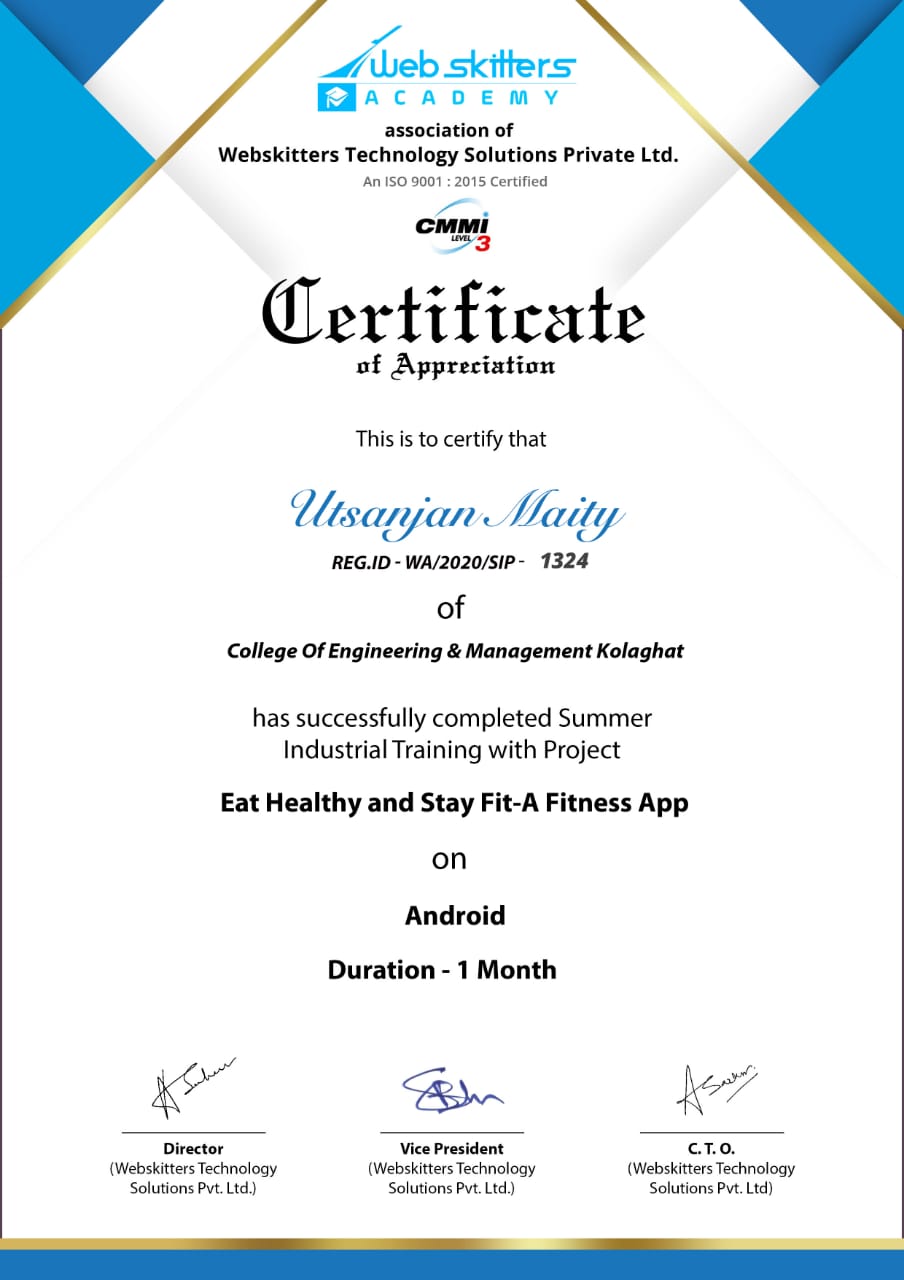 Web skitters
ACADEMY
association of
Webskitters Technology Solutions Private Ltd.
An ISO 9001 : 2015 Certified
CMMi
LEVEL 3
Certificate
of Appreciation
This is to certify that
Utsanjan Maity
REG.ID - WA/2020/SIP - 1324
of
College Of Engineering & Management Kolaghat
has successfully completed Summer
Industrial Training with Project
Eat Healthy and Stay Fit-A Fitness App
on
Android
Duration - 1 Month
Director
(Webskitters Technology
Solutions Pvt. Ltd.)
Vice President
(Webskitters Technology
Solutions Pvt. Ltd.)
C. T. O.
(Webskitters Technology
Solutions Pvt. Ltd)